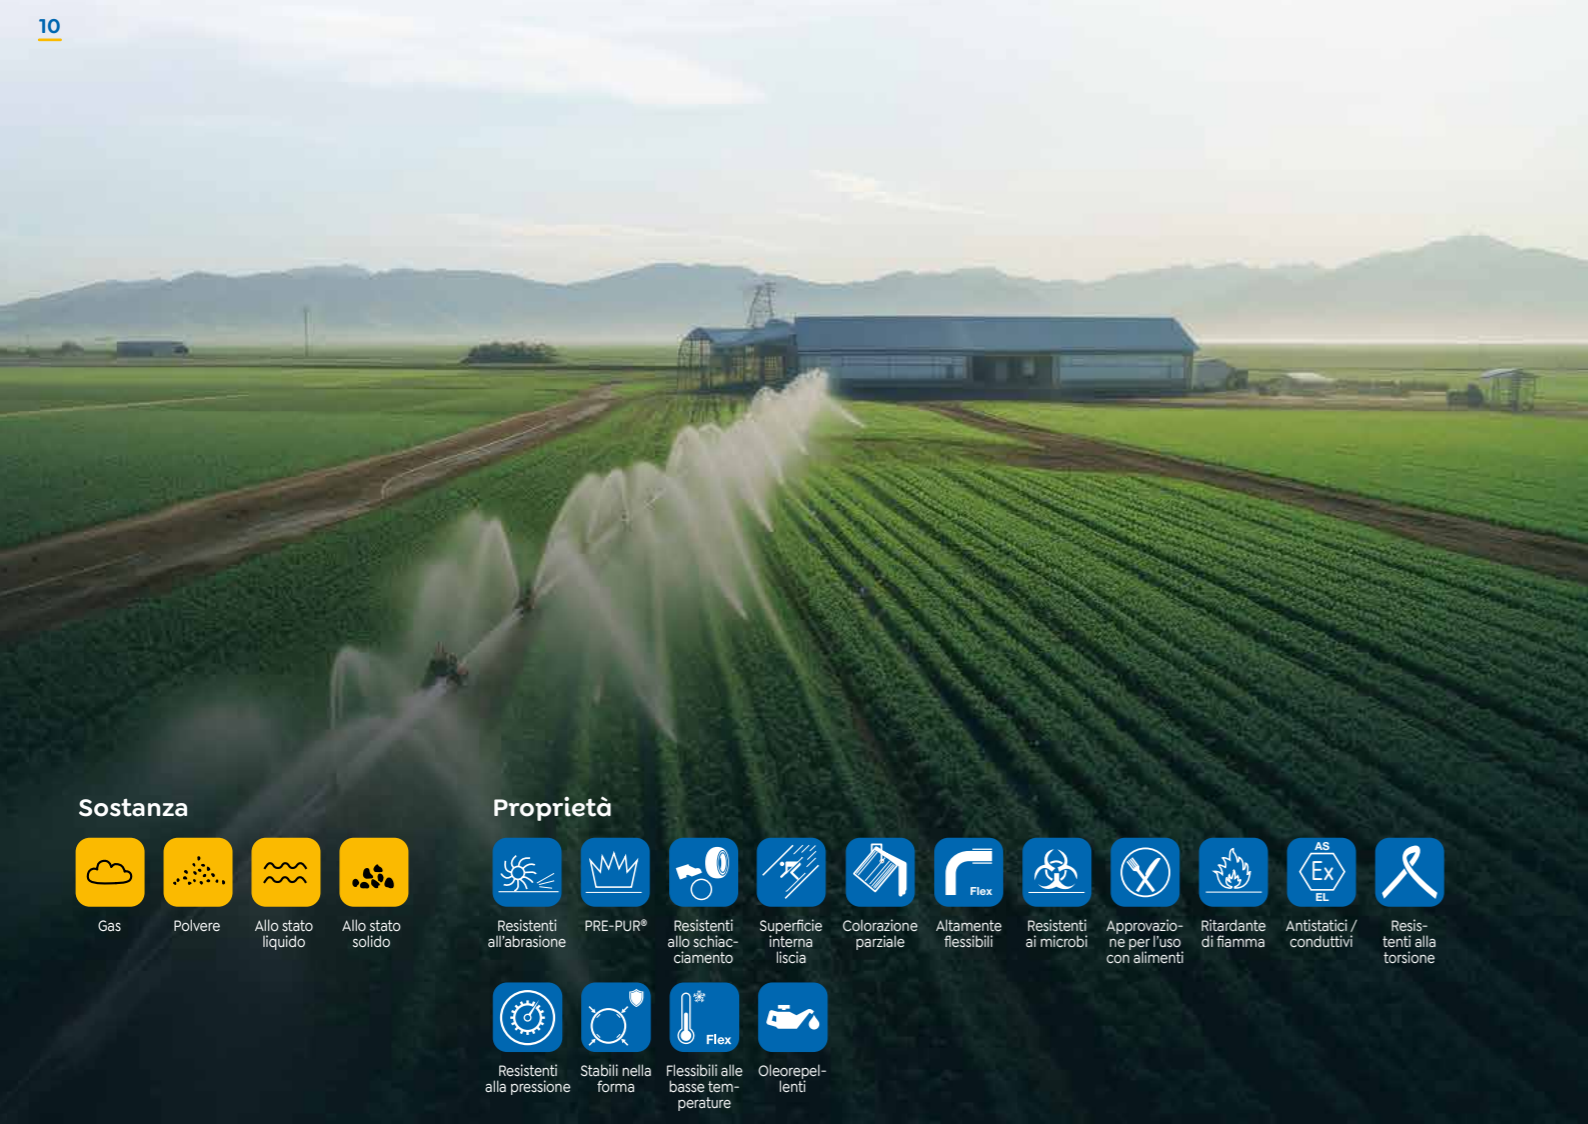 10
Sostanza
Gas
Polvere
Allo stato
liquido
Allo stato
solido
Proprietà
Flex
AS
Ex
EL
Resistenti
all'abrasione
PRE-PUR®
Resistenti
allo schiac-
ciamento
Superficie
interna
liscia
Colorazione
parziale
Altamente
flessibili
Resistenti
ai microbi
Approvazio-
ne per l'uso
con alimenti
Ritardante
di fiamma
Antistatici /
conduttivi
Resis-
tenti alla
torsione
Flex
Resistenti
alla pressione
Stabili nella
forma
Flessibili alle
basse tem-
perature
Oleorepel-
lenti